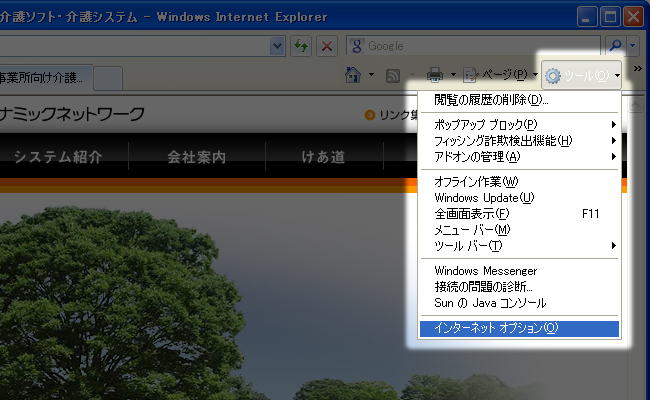 介護ソフト・介護システム - Windows Internet Explorer
Google
事業所向け介護...
ページ(P)
ツール(O)
ナミックネットワーク
リンク集
システム紹介
会社案内
けあ道
閲覧の履歴の削除(D)...
ポップアップ ブロック(P)
フィッシング詐欺検出機能(H)
アドオンの管理(A)
オフライン作業(W)
Windows Update(U)
全画面表示(F) F11
メニュー バー(M)
ツール バー(T)
Windows Messenger
接続の問題の診断...
Sun の Java コンソール
インターネット オプション(O)